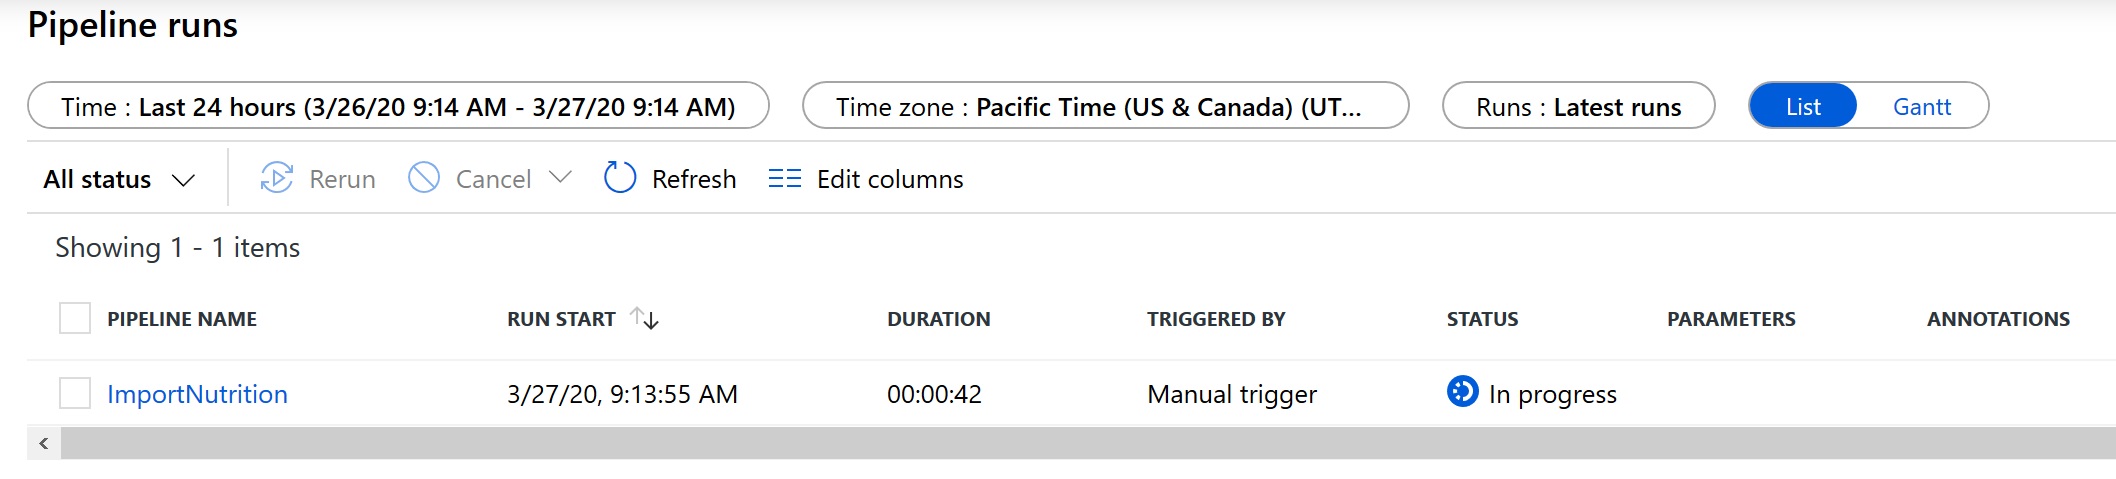 Pipeline runs
Time : Last 24 hours (3/26/20 9:14 AM - 3/27/20 9:14 AM) Time zone : Pacific Time (US & Canada) (UT... Runs : Latest runs List Gantt
All status Rerun Cancel Refresh Edit columns
Showing 1 - 1 items
PIPELINE NAME RUN START DURATION TRIGGERED BY STATUS PARAMETERS ANNOTATIONS
ImportNutrition 3/27/20, 9:13:55 AM 00:00:42 Manual trigger In progress